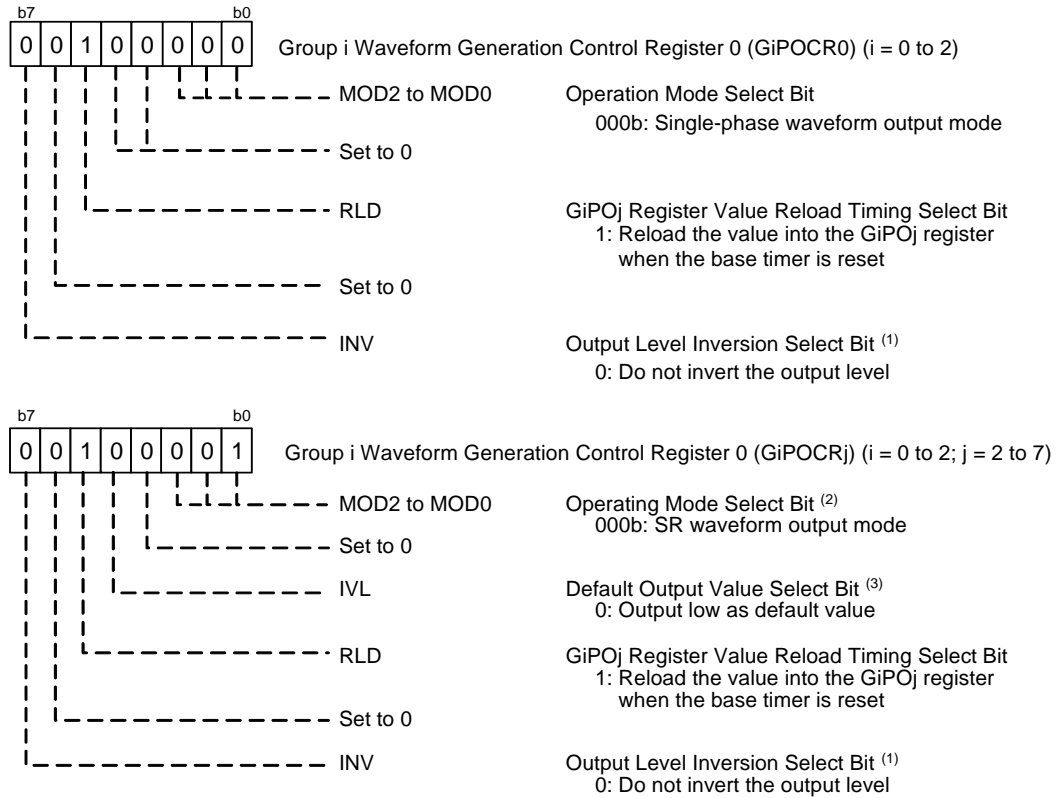 b7 b0
0 0 1 0 0 0 0 0 Group i Waveform Generation Control Register 0 (GiPOCR0) (i = 0 to 2)
MOD2 to MOD0 Operation Mode Select Bit
000b: Single-phase waveform output mode
Set to 0
RLD GiPOj Register Value Reload Timing Select Bit
1: Reload the value into the GiPOj register
when the base timer is reset
Set to 0
INV Output Level Inversion Select Bit (1)
0: Do not invert the output level
b7 b0
0 0 1 0 0 0 0 1 Group i Waveform Generation Control Register 0 (GiPOCRj) (i = 0 to 2; j = 2 to 7)
MOD2 to MOD0 Operating Mode Select Bit (2)
000b: SR waveform output mode
Set to 0
IVL Default Output Value Select Bit (3)
0: Output low as default value
RLD GiPOj Register Value Reload Timing Select Bit
1: Reload the value into the GiPOj register
when the base timer is reset
Set to 0
INV Output Level Inversion Select Bit (1)
0: Do not invert the output level